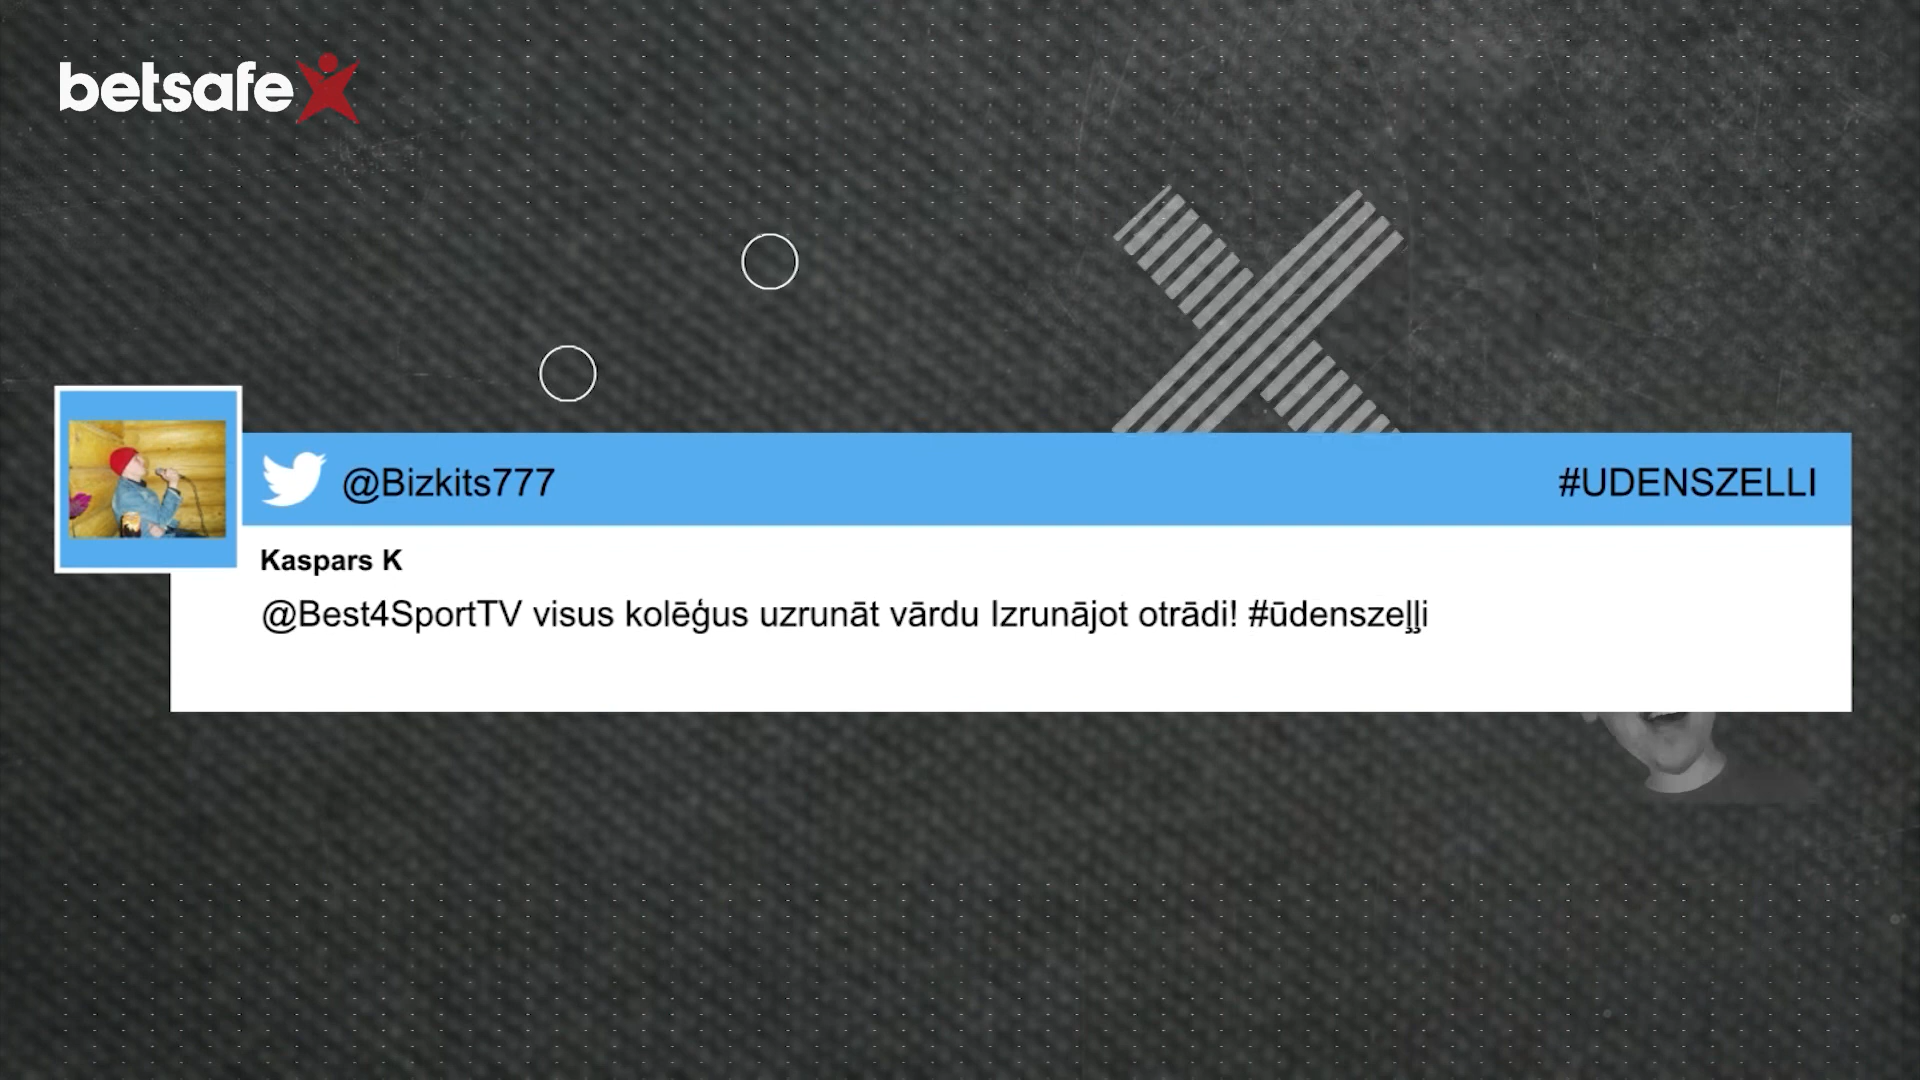 betsafe
@Bizkits777
#UDENSZELLI
Kaspars K
@Best4SportTV visus kolēģus uzrunāt vārdu Izrunājot otrādi! #ūdenszeļļi